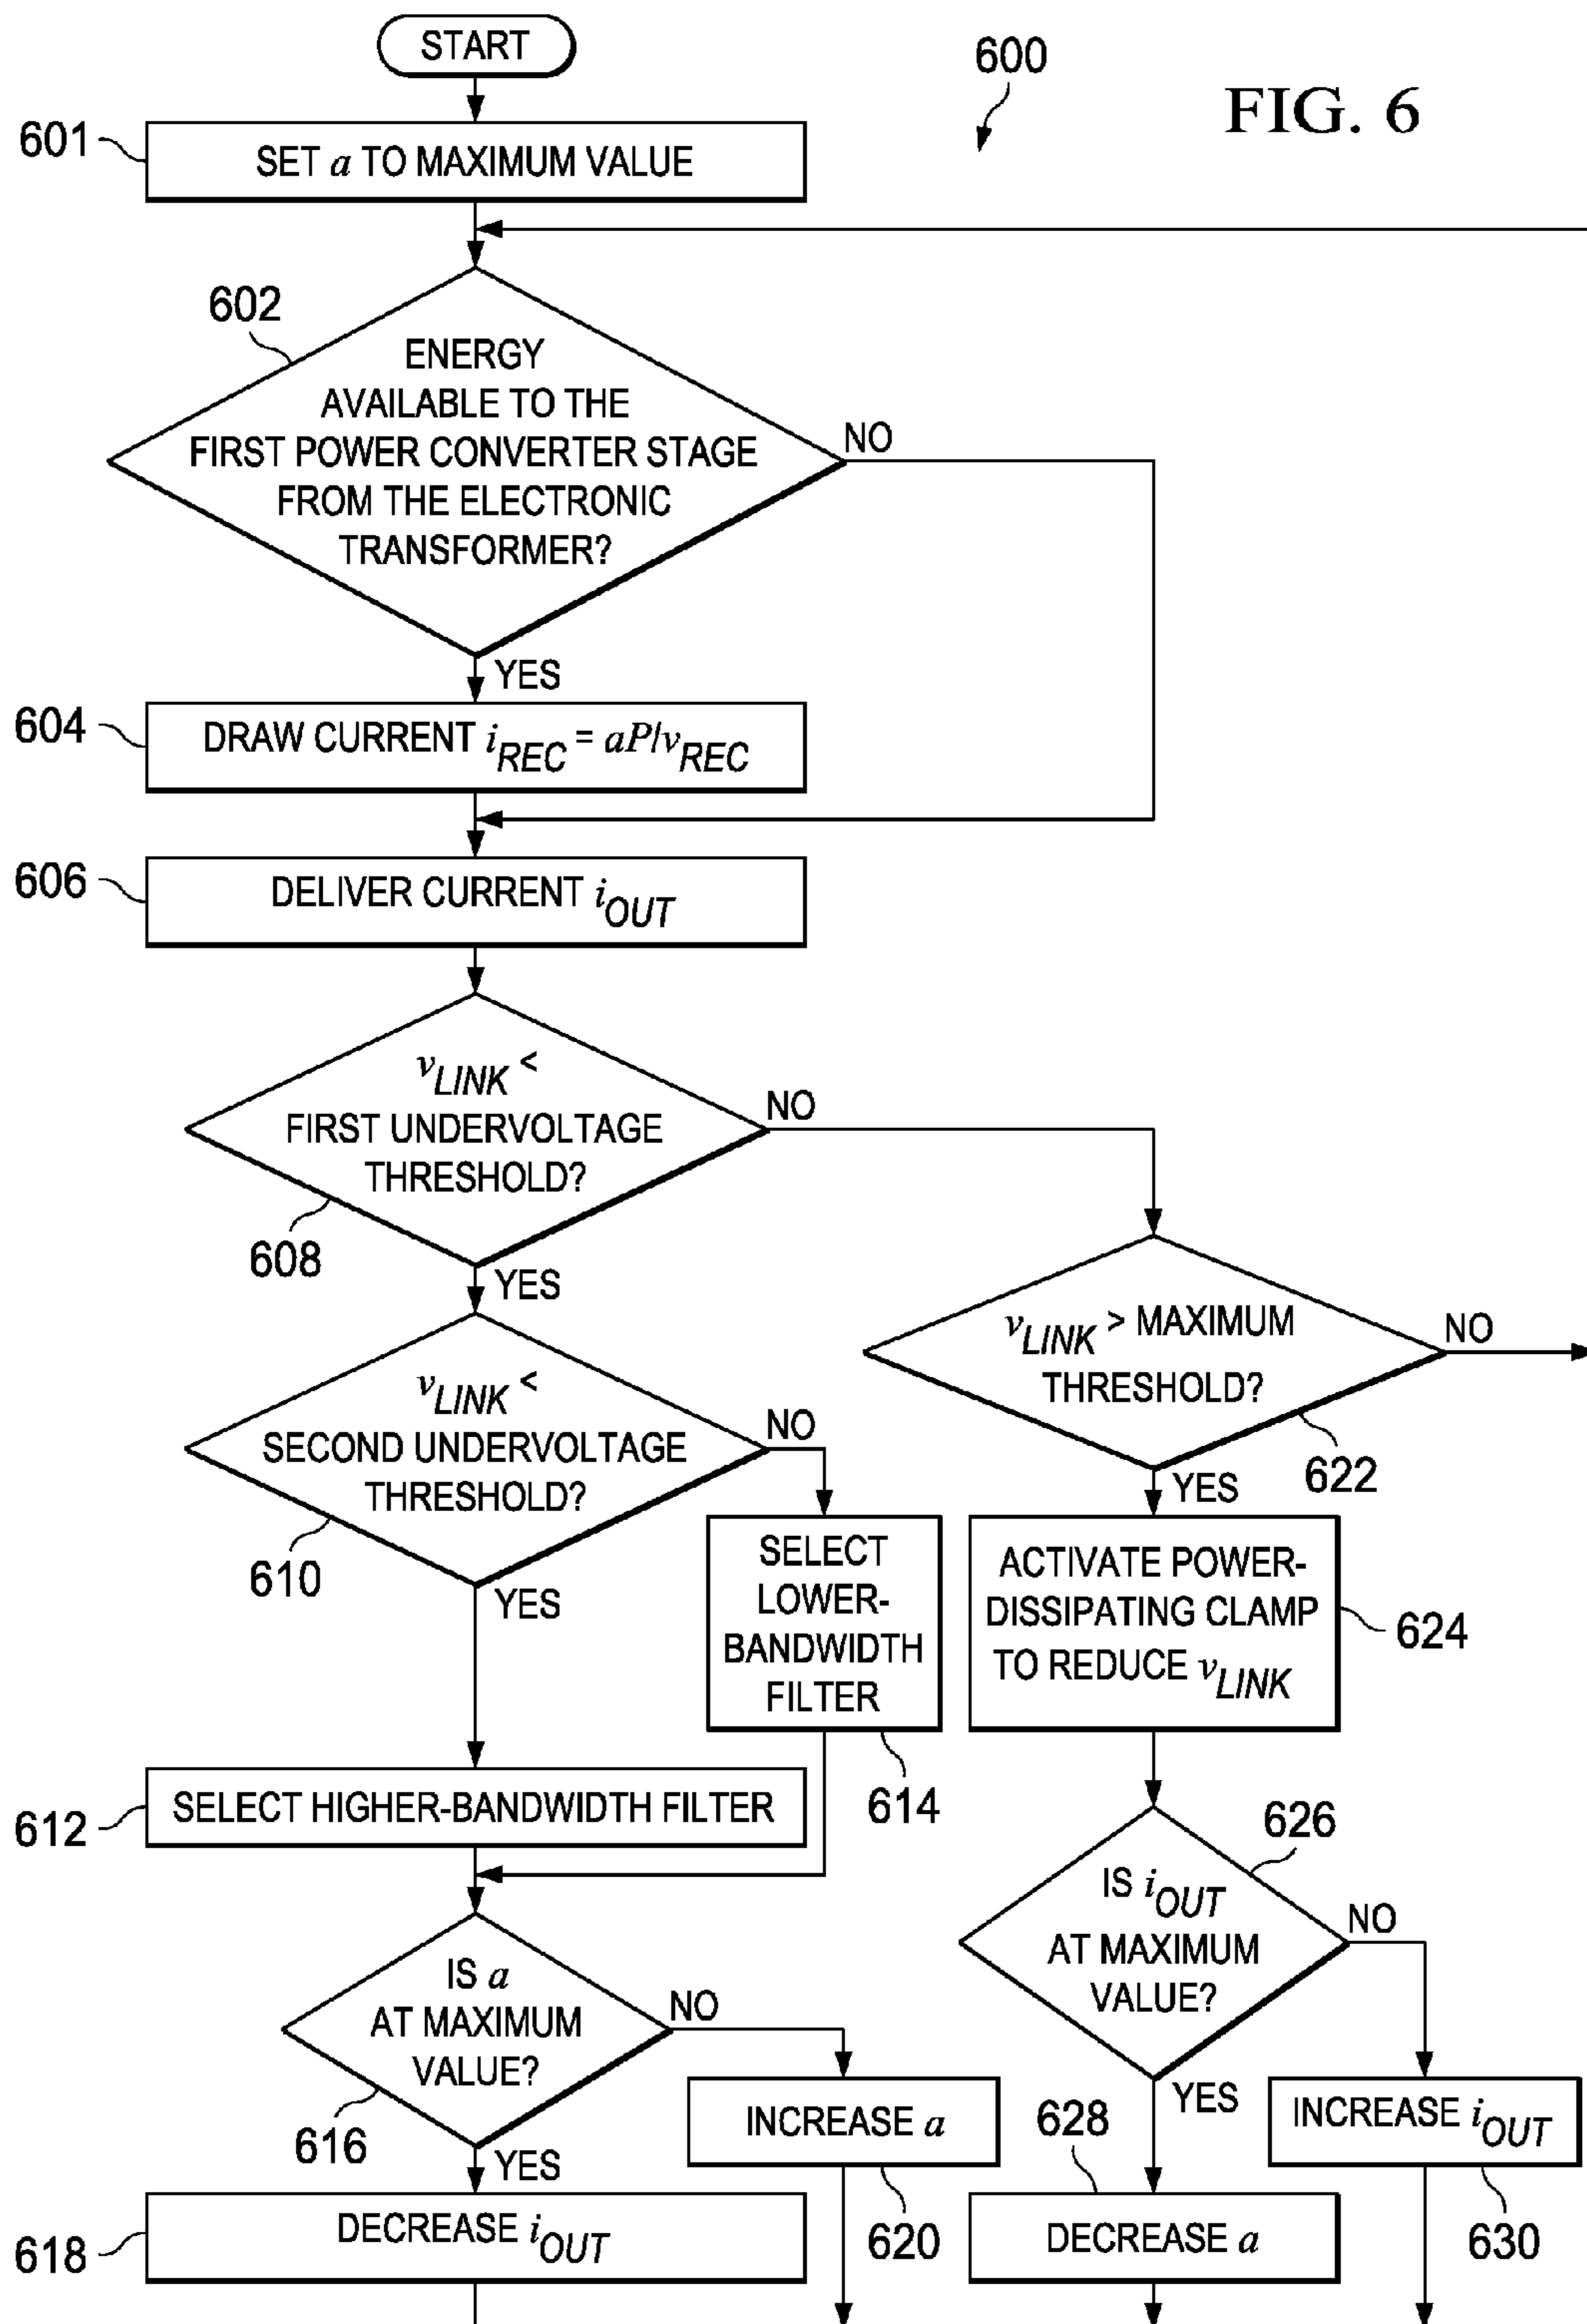 START
600
FIG. 6
601
SET a TO MAXIMUM VALUE
602
ENERGY
AVAILABLE TO THE
FIRST POWER CONVERTER STAGE
FROM THE ELECTRONIC
TRANSFORMER?
NO
YES
604
DRAW CURRENT iREC = aP/vREC
606
DELIVER CURRENT iOUT
vLINK <
FIRST UNDERVOLTAGE
THRESHOLD?
NO
608
YES
vLINK <
SECOND UNDERVOLTAGE
THRESHOLD?
NO
610
YES
vLINK > MAXIMUM
THRESHOLD?
NO
622
YES
SELECT
LOWER-
BANDWIDTH
FILTER
614
ACTIVATE POWER-
DISSIPATING CLAMP
TO REDUCE vLINK
624
612
SELECT HIGHER-BANDWIDTH FILTER
626
IS iOUT
AT MAXIMUM
VALUE?
NO
YES
IS a
AT MAXIMUM
VALUE?
NO
616
YES
INCREASE a
620
628
DECREASE a
INCREASE iOUT
630
618
DECREASE iOUT